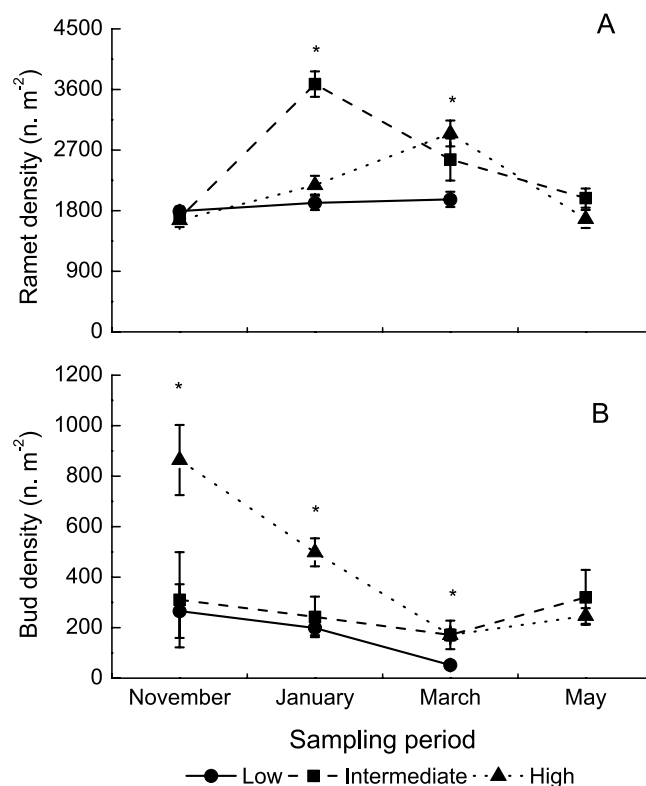 A
4500
3600
2700
1800
900
0
Ramet density (n. m-2)
*
*
B
1200
1000
800
600
400
200
0
Bud density (n. m-2)
*
*
*
November January March May
Sampling period
Low Intermediate High